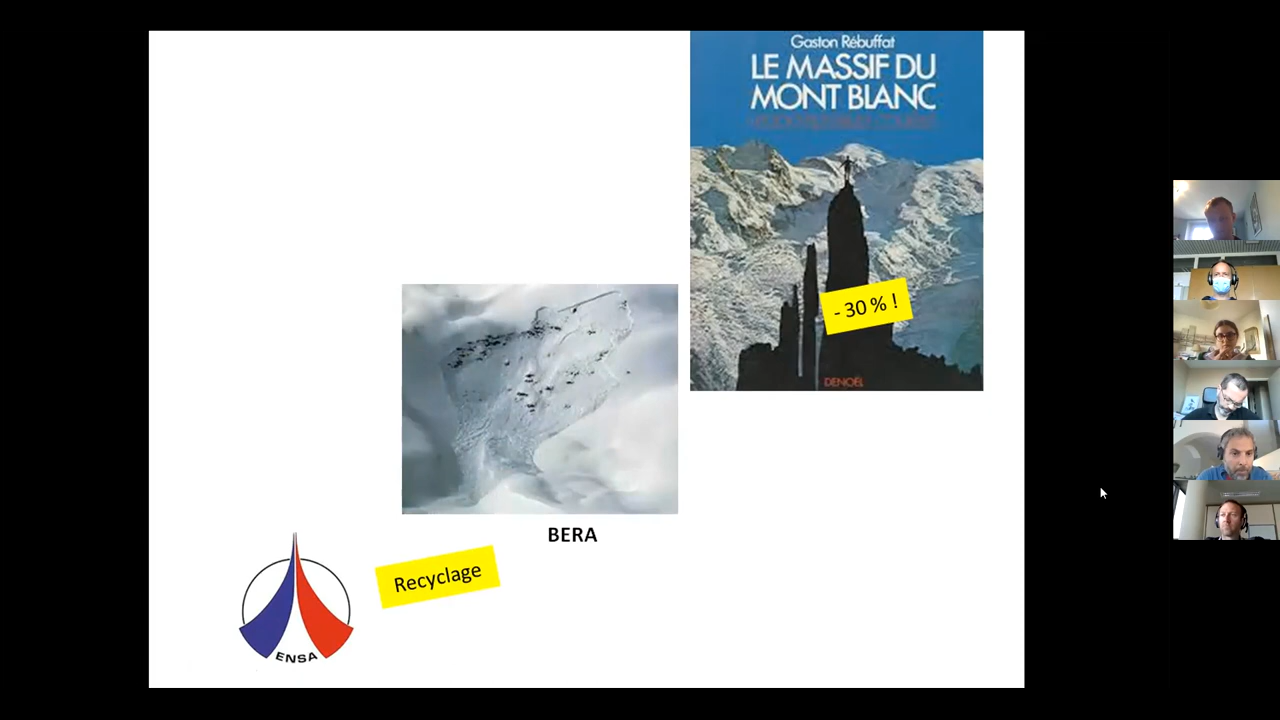 Gaston Rébuffat
LE MASSIF DU
MONT BLANC
- 30 % !
DENOËL
BERA
Recyclage
ENSA